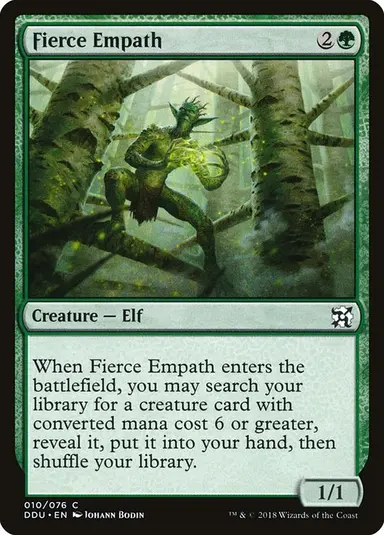 Fierce Empath 2
Creature — Elf
When Fierce Empath enters the
battlefield, you may search your
library for a creature card with
converted mana cost 6 or greater,
reveal it, put it into your hand, then
shuffle your library.
1/1
010/076 C
DDU • EN Johann Bodin
™ & © 2018 Wizards of the Coast